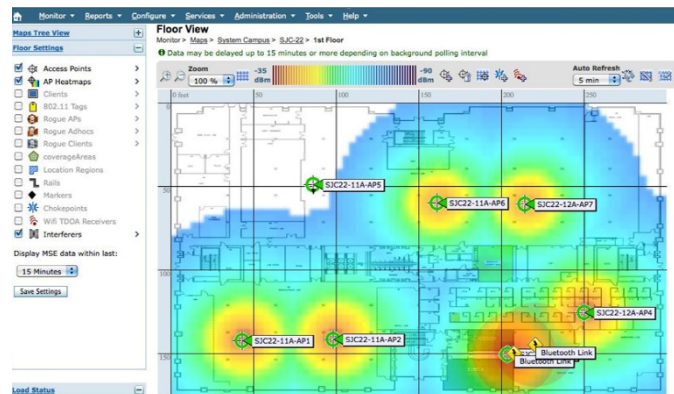 Monitor Reports Configure Services Administration Tools Help
Maps Tree View
Floor Settings
Access Points
AP Heatmaps
Clients
802.11 Tags
Rogue APs
Rogue Adhocs
Rogue Clients
coverageAreas
Location Regions
Rails
Markers
Chokepoints
Wifi TDOA Receivers
Interferers
Display MSE data within last:
15 Minutes
Save Settings
Load Status
Floor View
Monitor > Maps > System Campus > SJC-22 > 1st Floor
Data may be delayed up to 15 minutes or more depending on background polling interval
Zoom
100 %
-35
dBm
-90
dBm
Auto Refresh
5 min
0 feet 50 100 150 200 250
0
50
100
150
SJC22-11A-AP5
SJC22-11A-AP6
SJC22-12A-AP7
SJC22-12A-AP4
SJC22-11A-AP1
SJC22-11A-AP2
Bluetooth Link
Bluetooth Link